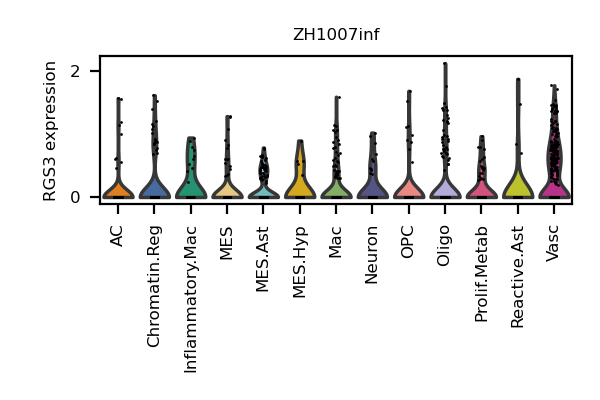 ZH1007inf
RGS3 expression
2
0
AC
Chromatin.Reg
Inflammatory.Mac
MES
MES.Ast
MES.Hyp
Mac
Neuron
OPC
Oligo
Prolif.Metab
Reactive.Ast
Vasc